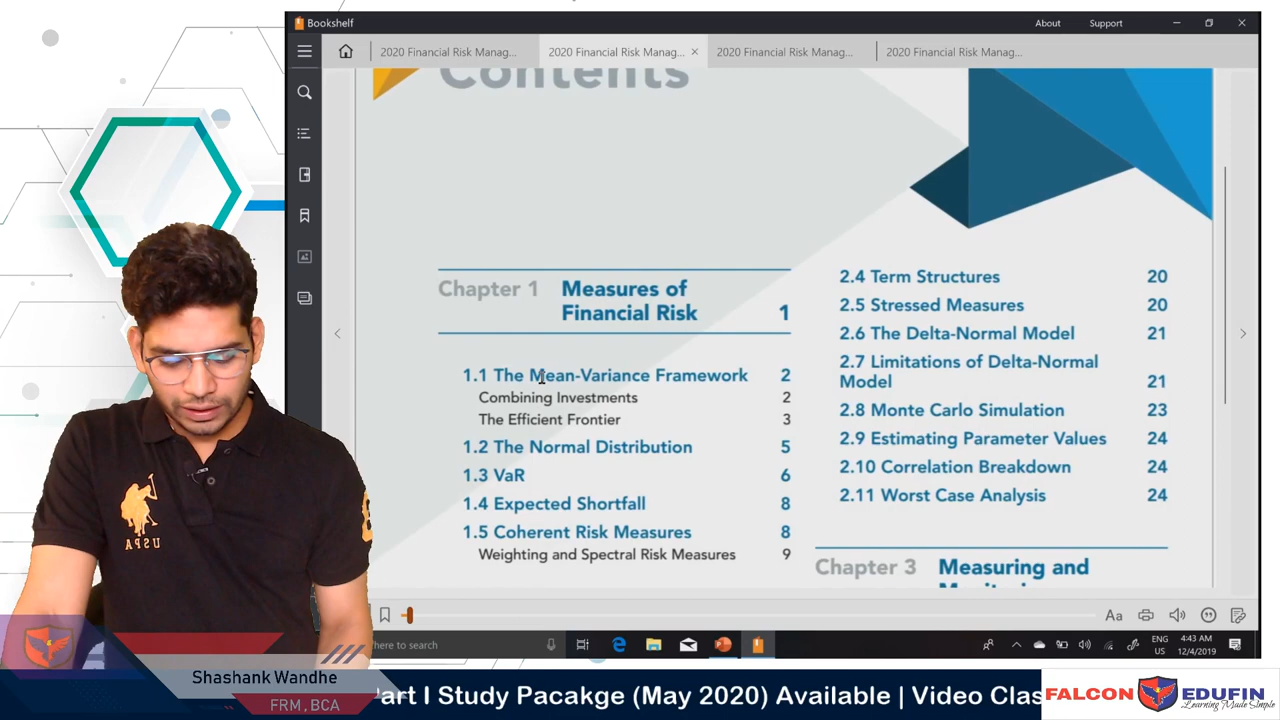 Bookshelf
About
Support
2020 Financial Risk Manag...
2020 Financial Risk Manag...
2020 Financial Risk Manag...
2020 Financial Risk Manag...
Contents
Chapter 1 Measures of
Financial Risk 1
1.1 The Mean-Variance Framework 2
Combining Investments 2
The Efficient Frontier 3
1.2 The Normal Distribution 5
1.3 VaR 6
1.4 Expected Shortfall 8
1.5 Coherent Risk Measures 8
Weighting and Spectral Risk Measures 9
2.4 Term Structures 20
2.5 Stressed Measures 20
2.6 The Delta-Normal Model 21
2.7 Limitations of Delta-Normal
Model 21
2.8 Monte Carlo Simulation 23
2.9 Estimating Parameter Values 24
2.10 Correlation Breakdown 24
2.11 Worst Case Analysis 24
Chapter 3 Measuring and
Aa
here to search
ENG
US
4:43 AM
12/4/2019
USPA
Shashank Wandhe
FRM, BCA
Part I Study Pacakge (May 2020) Available | Video Clas
FALCON EDUFIN
Learning Made Simple